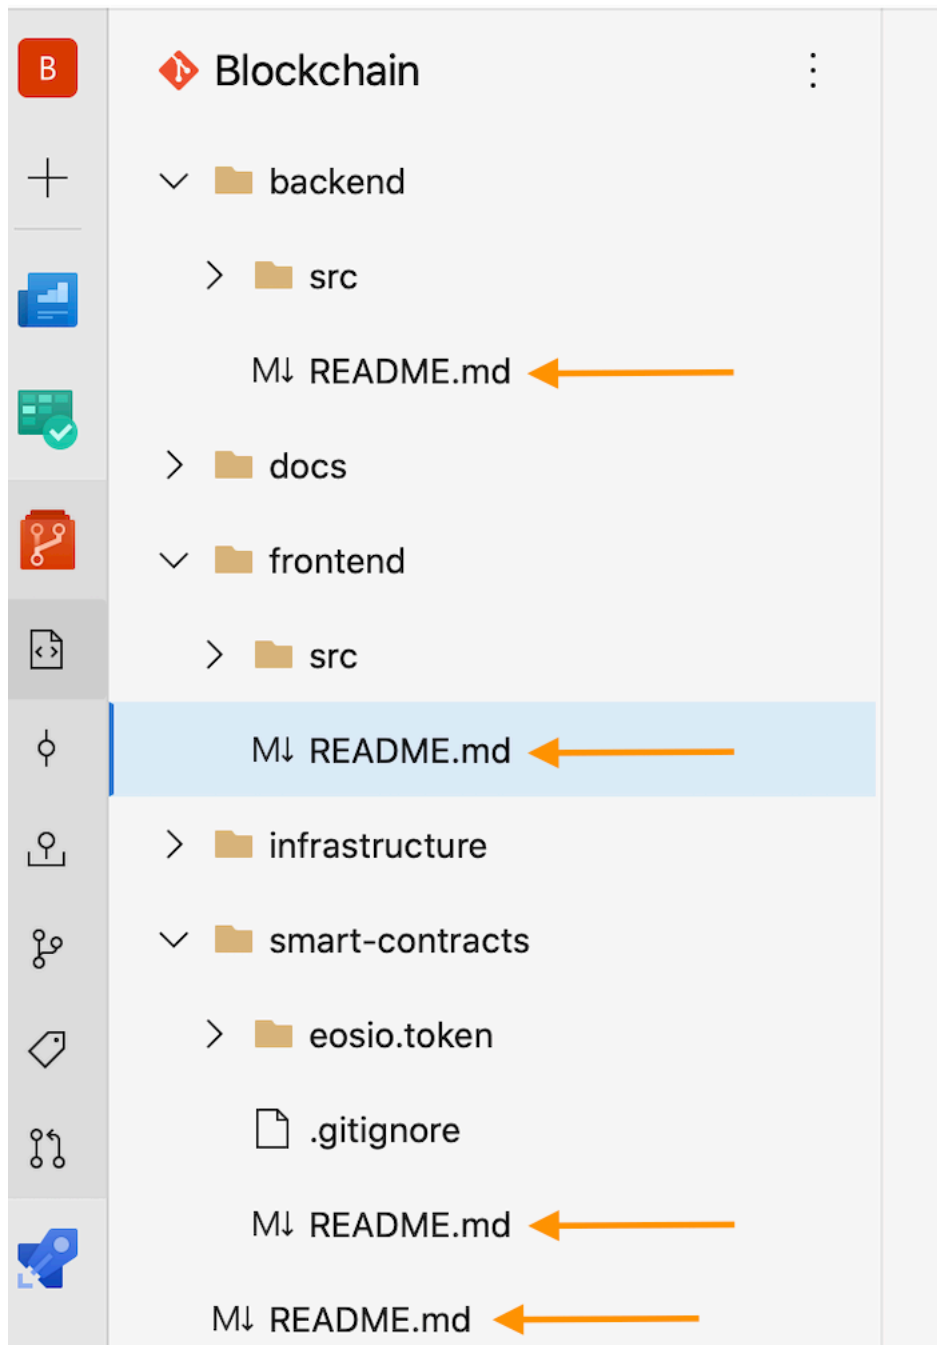 B
Blockchain
backend
src
M↓ README.md
docs
frontend
src
M↓ README.md
infrastructure
smart-contracts
eosio.token
.gitignore
M↓ README.md
M↓ README.md